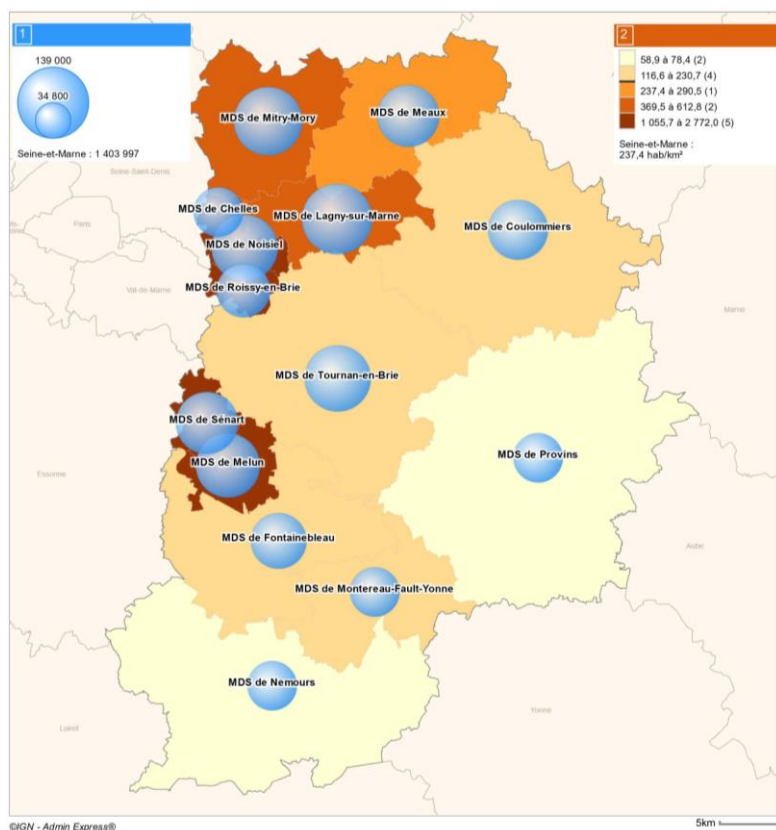 1
139 000
34 800
Seine-et-Marne : 1 403 997
2
58,9 à 78,4 (2)
116,6 à 230,7 (4)
237,4 à 290,5 (1)
369,5 à 612,8 (2)
1 055,7 à 2 772,0 (5)
Seine-et-Marne :
237,4 hab/km²
MDS de Mitry-Mory
MDS de Meaux
Seine-Saint-Denis
MDS de Chelles
MDS de Lagny-sur-Marne
Paris
MDS de Noisiel
MDS de Coulommiers
Val-de-Marne
MDS de Roissy-en-Brie
Marne
MDS de Tournan-en-Brie
MDS de Sénart
MDS de Melun
MDS de Provins
Essonne
MDS de Fontainebleau
Aube
MDS de Montereau-Fault-Yonne
MDS de Nemours
Yonne
Loiret
©IGN - Admin Express®
5km